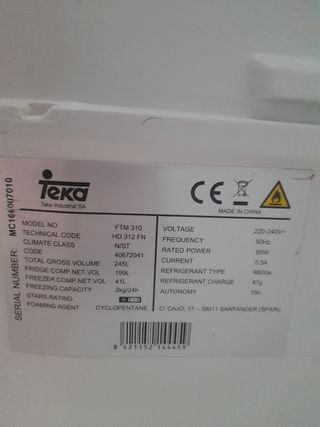 SERIAL NUMBER: MC166007010
Teka
Teka Industrial SA
CE
MADE IN CHINA
MODEL NO FTM 310
TECHNICAL CODE HD 312 FN
CLIMATE CLASS N/ST
CODE 40672041
TOTAL GROSS VOLUME 245L
FRIDGE COMP.NET VOL 199L
FREEZER COMP.NET VOL 41L
FREEZING CAPACITY 2kg/24h
STARS RATING
FOAMING AGENT CYCLOPENTANE
VOLTAGE 220-240V~
FREQUENCY 50Hz
RATED POWER 85W
CURRENT 0.5A
REFRIGERANT TYPE R600a
REFRIGERANT CHARGE 47g
AUTONOMY 15h
C/ CAJO, 17 – 39011 SANTANDER (SPAIN)
8 421152 144459